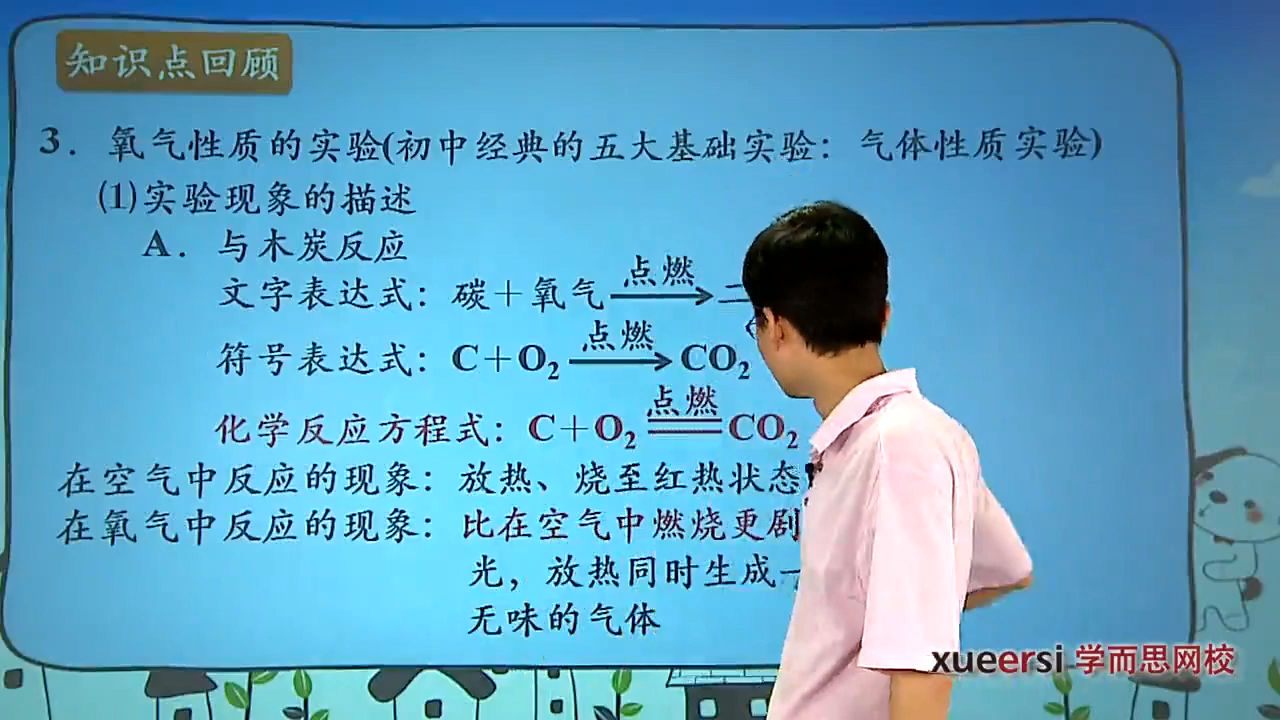 知识点回顾
3．氧气性质的实验(初中经典的五大基础实验：气体性质实验)
(1)实验现象的描述
A．与木炭反应
文字表达式：碳＋氧气 点燃→ 二
符号表达式：C＋O₂ 点燃→ CO₂
化学反应方程式：C＋O₂ 点燃═ CO₂
在空气中反应的现象：放热、烧至红热状态
在氧气中反应的现象：比在空气中燃烧更剧
光，放热同时生成一
无味的气体
xueersi 学而思网校